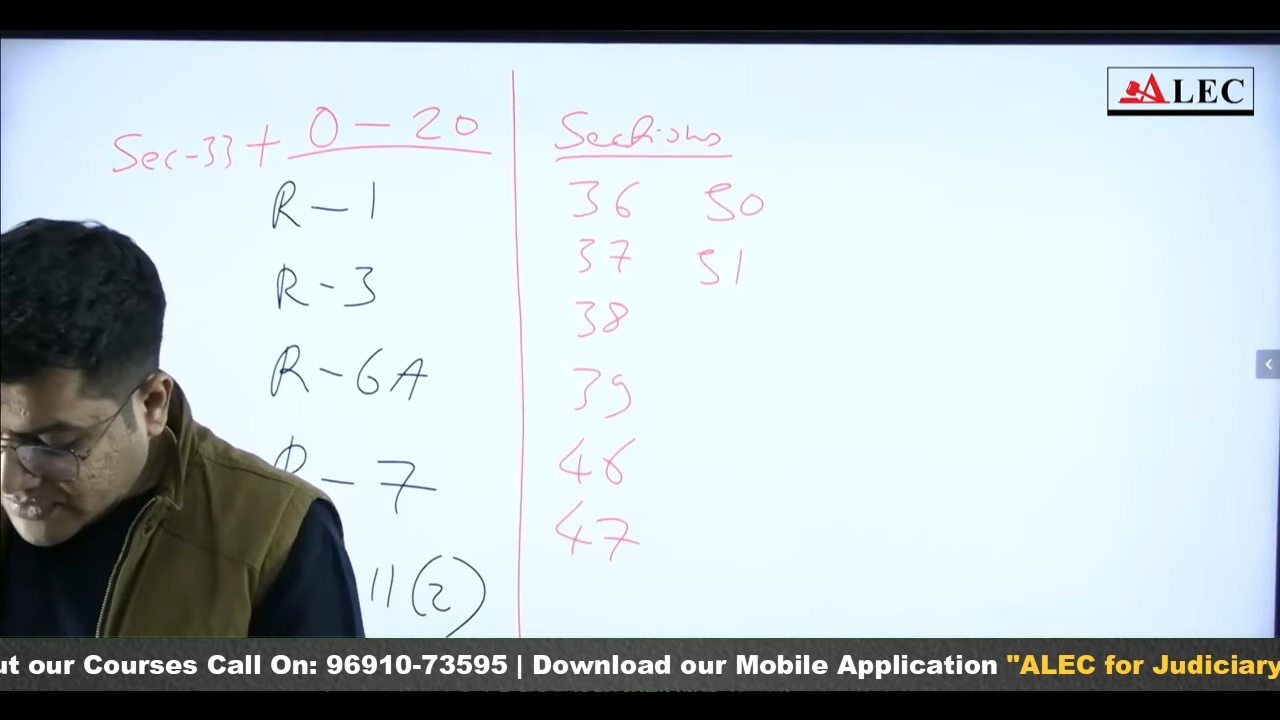 ALEC
Sec-33 + O - 20
R - 1
R - 3
R - 6A
R - 7
11(2)
Sections
36 50
37 51
38
39
46
47
ut our Courses Call On: 96910-73595 | Download our Mobile Application "ALEC for Judiciary